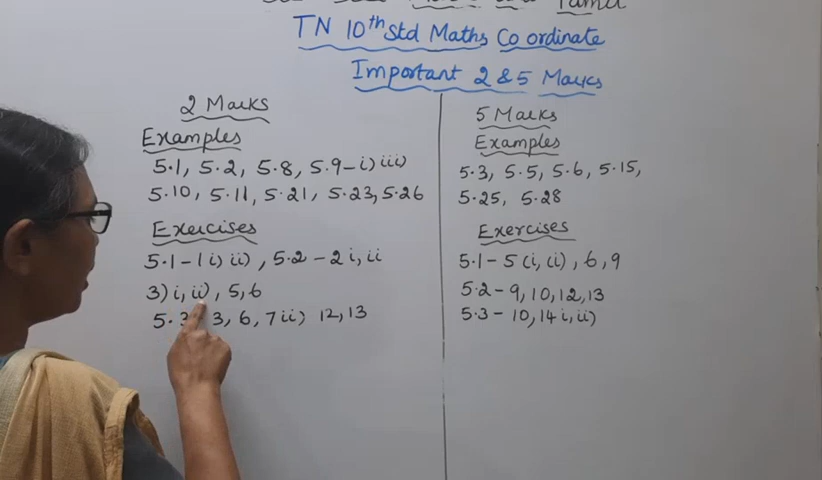 and Tamil
TN 10th Std Maths Coordinate
Important 2 & 5 Marks
2 Marks
Examples
5.1, 5.2, 5.8, 5.9 - i) iii)
5.10, 5.11, 5.21, 5.23, 5.26
Exercises
5.1 - 1 i) ii), 5.2 - 2 i, ii
3) i, ii), 5, 6
5.3 - 3, 6, 7 ii) 12, 13
5 Marks
Examples
5.3, 5.5, 5.6, 5.15,
5.25, 5.28
Exercises
5.1 - 5 (i, (ii), 6, 9
5.2 - 9, 10, 12, 13
5.3 - 10, 14 i, ii)